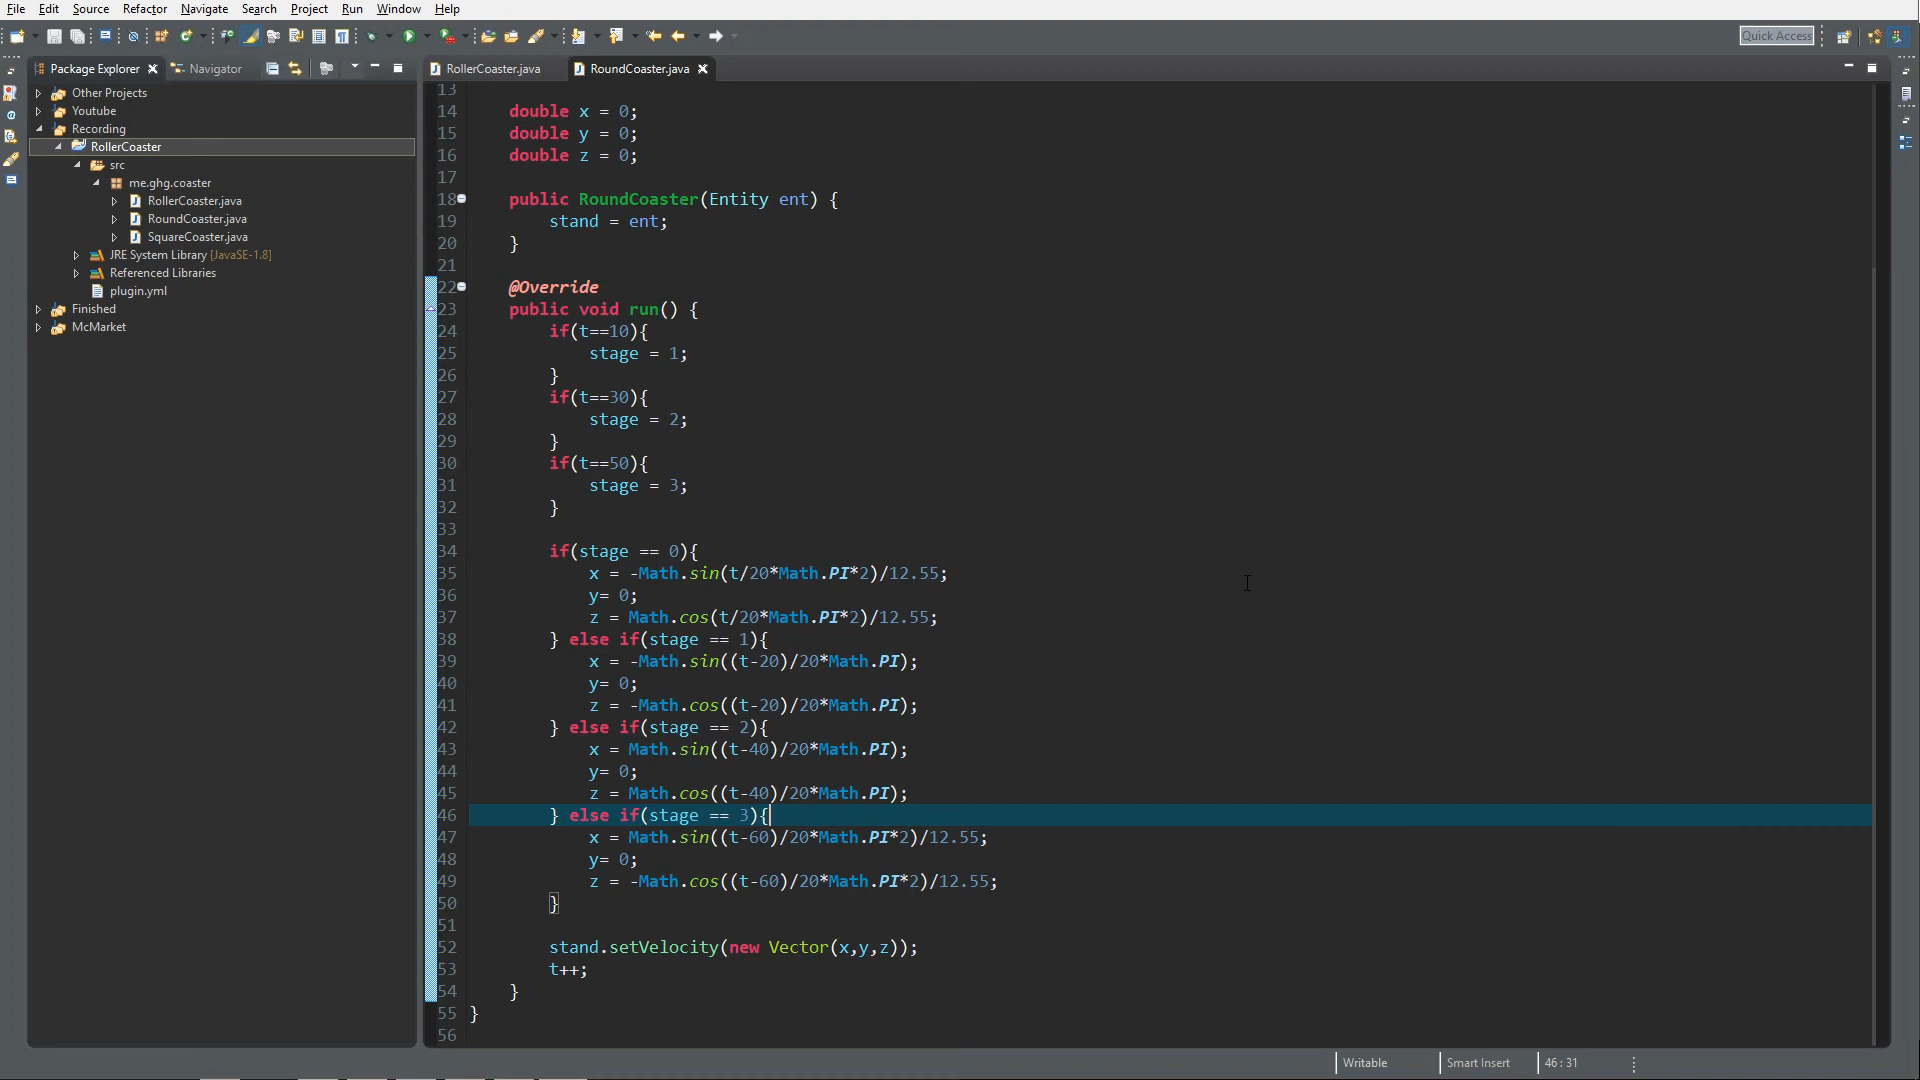 File Edit Source Refactor Navigate Search Project Run Window Help
Quick Access
Package Explorer
Navigator
RollerCoaster.java
RoundCoaster.java
Other Projects
Youtube
Recording
RollerCoaster
src
me.ghg.coaster
RollerCoaster.java
RoundCoaster.java
SquareCoaster.java
JRE System Library [JavaSE-1.8]
Referenced Libraries
plugin.yml
Finished
McMarket
13
14 double x = 0;
15 double y = 0;
16 double z = 0;
17
18 public RoundCoaster(Entity ent) {
19 stand = ent;
20 }
21
22 @Override
23 public void run() {
24 if(t==10){
25 stage = 1;
26 }
27 if(t==30){
28 stage = 2;
29 }
30 if(t==50){
31 stage = 3;
32 }
33
34 if(stage == 0){
35 x = -Math.sin(t/20*Math.PI*2)/12.55;
36 y= 0;
37 z = Math.cos(t/20*Math.PI*2)/12.55;
38 } else if(stage == 1){
39 x = -Math.sin((t-20)/20*Math.PI);
40 y= 0;
41 z = -Math.cos((t-20)/20*Math.PI);
42 } else if(stage == 2){
43 x = Math.sin((t-40)/20*Math.PI);
44 y= 0;
45 z = Math.cos((t-40)/20*Math.PI);
46 } else if(stage == 3){
47 x = Math.sin((t-60)/20*Math.PI*2)/12.55;
48 y= 0;
49 z = -Math.cos((t-60)/20*Math.PI*2)/12.55;
50 }
51
52 stand.setVelocity(new Vector(x,y,z));
53 t++;
54 }
55 }
56
Writable Smart Insert 46 : 31